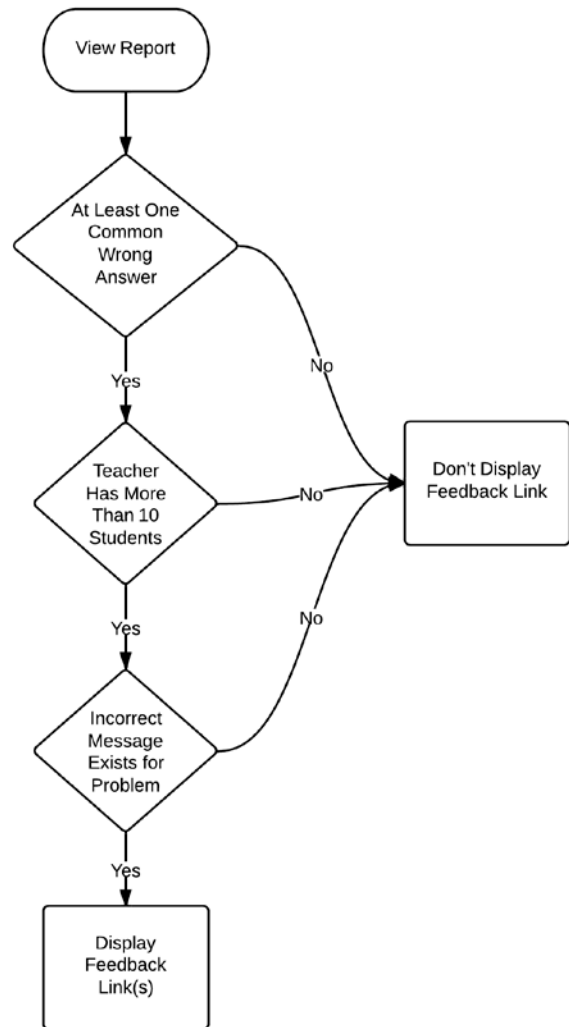 View Report
At Least One
Common
Wrong
Answer
No
Yes
Teacher
Has More
Than 10
Students
No
Don't Display
Feedback Link
Yes
No
Incorrect
Message
Exists for
Problem
Yes
Display
Feedback
Link(s)